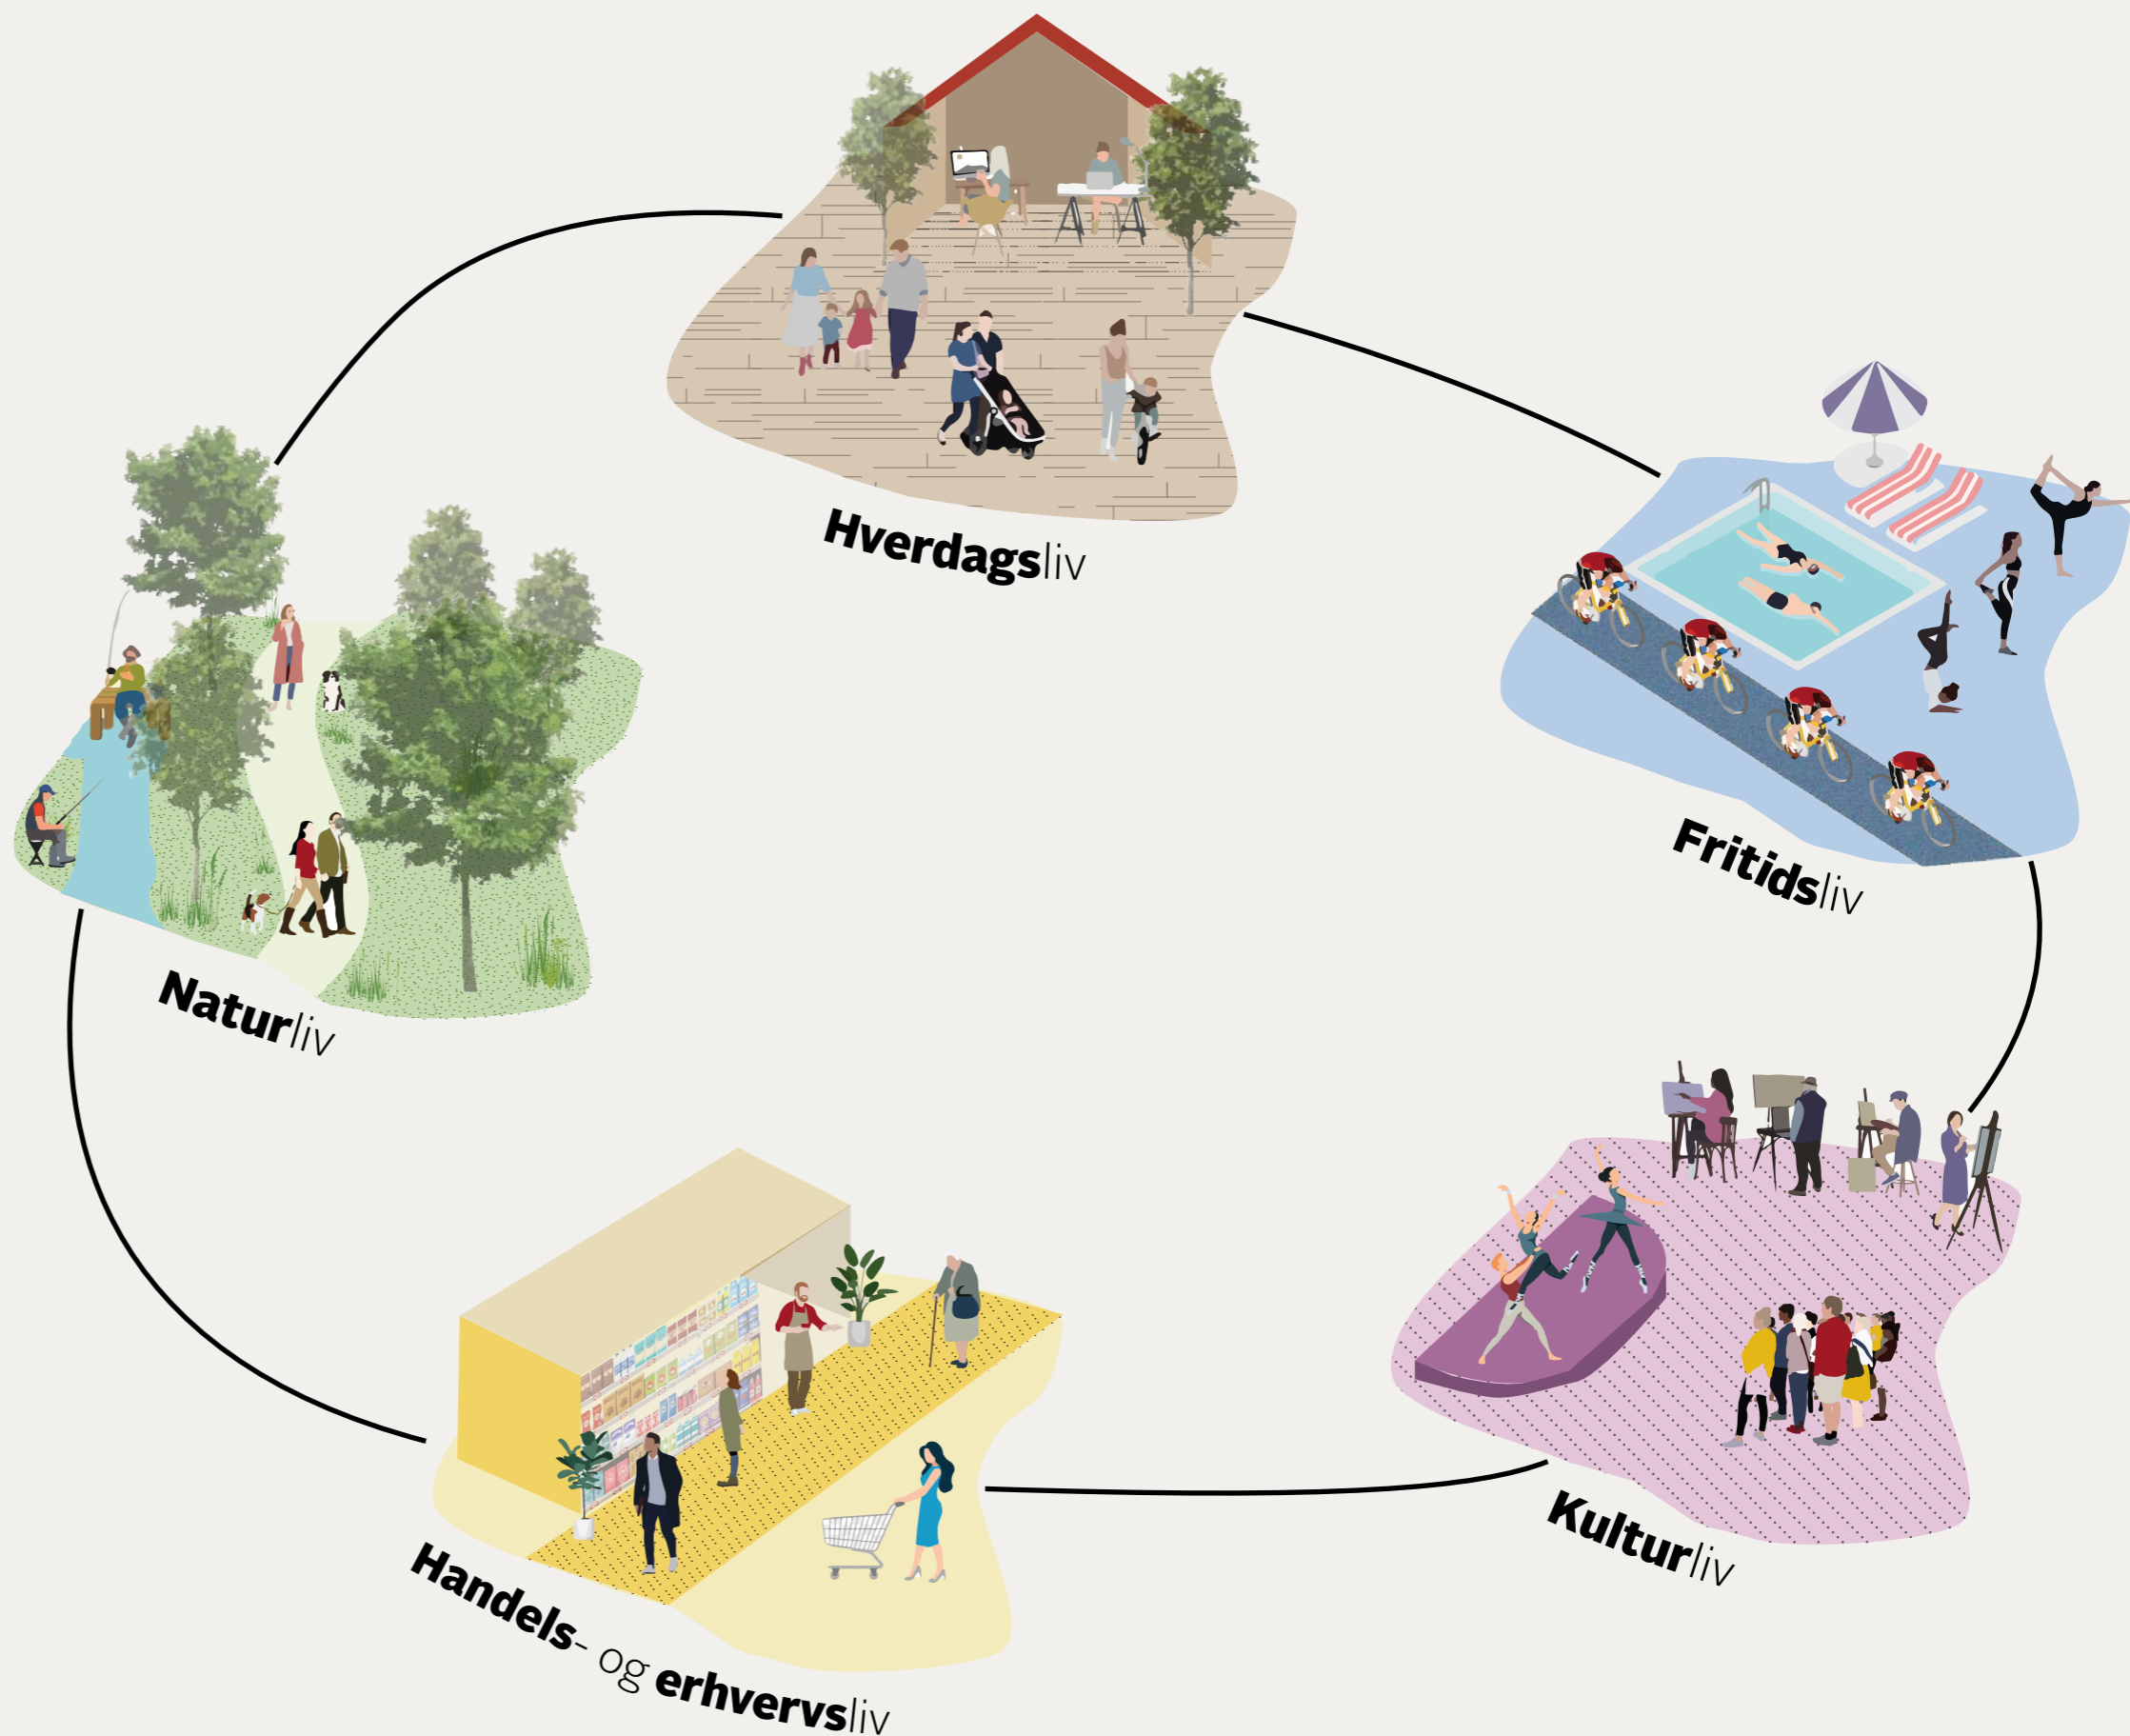 Hverdagsliv
Fritidsliv
Naturliv
Kulturliv
Handels- og erhvervsliv